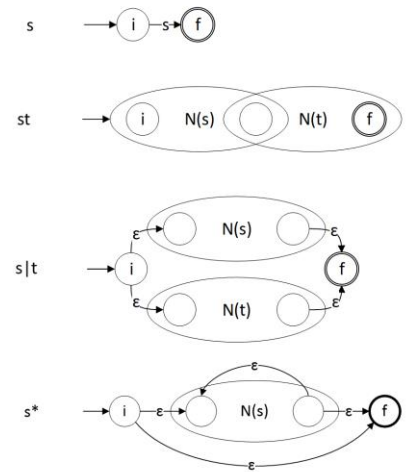 s i s f
st i N(s) N(t) f
ε N(s) ε
s|t i f
ε N(t) ε
ε
s* i ε N(s) ε f
ε